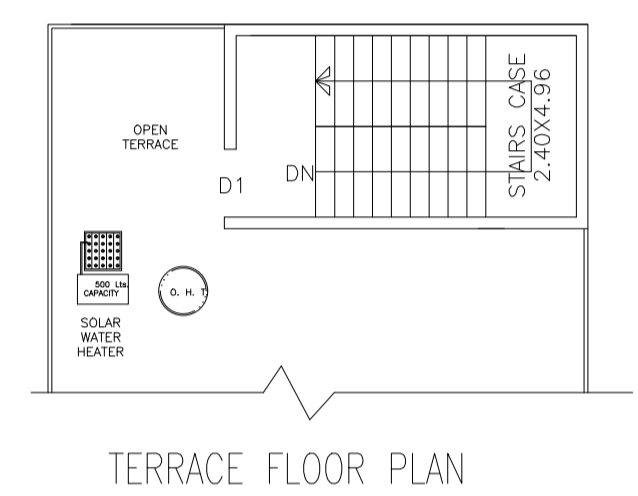 OPEN
TERRACE
D1
DN
STAIRS CASE
2.40X4.96
500 Lts.
CAPACITY
O. H. T.
SOLAR
WATER
HEATER
TERRACE FLOOR PLAN